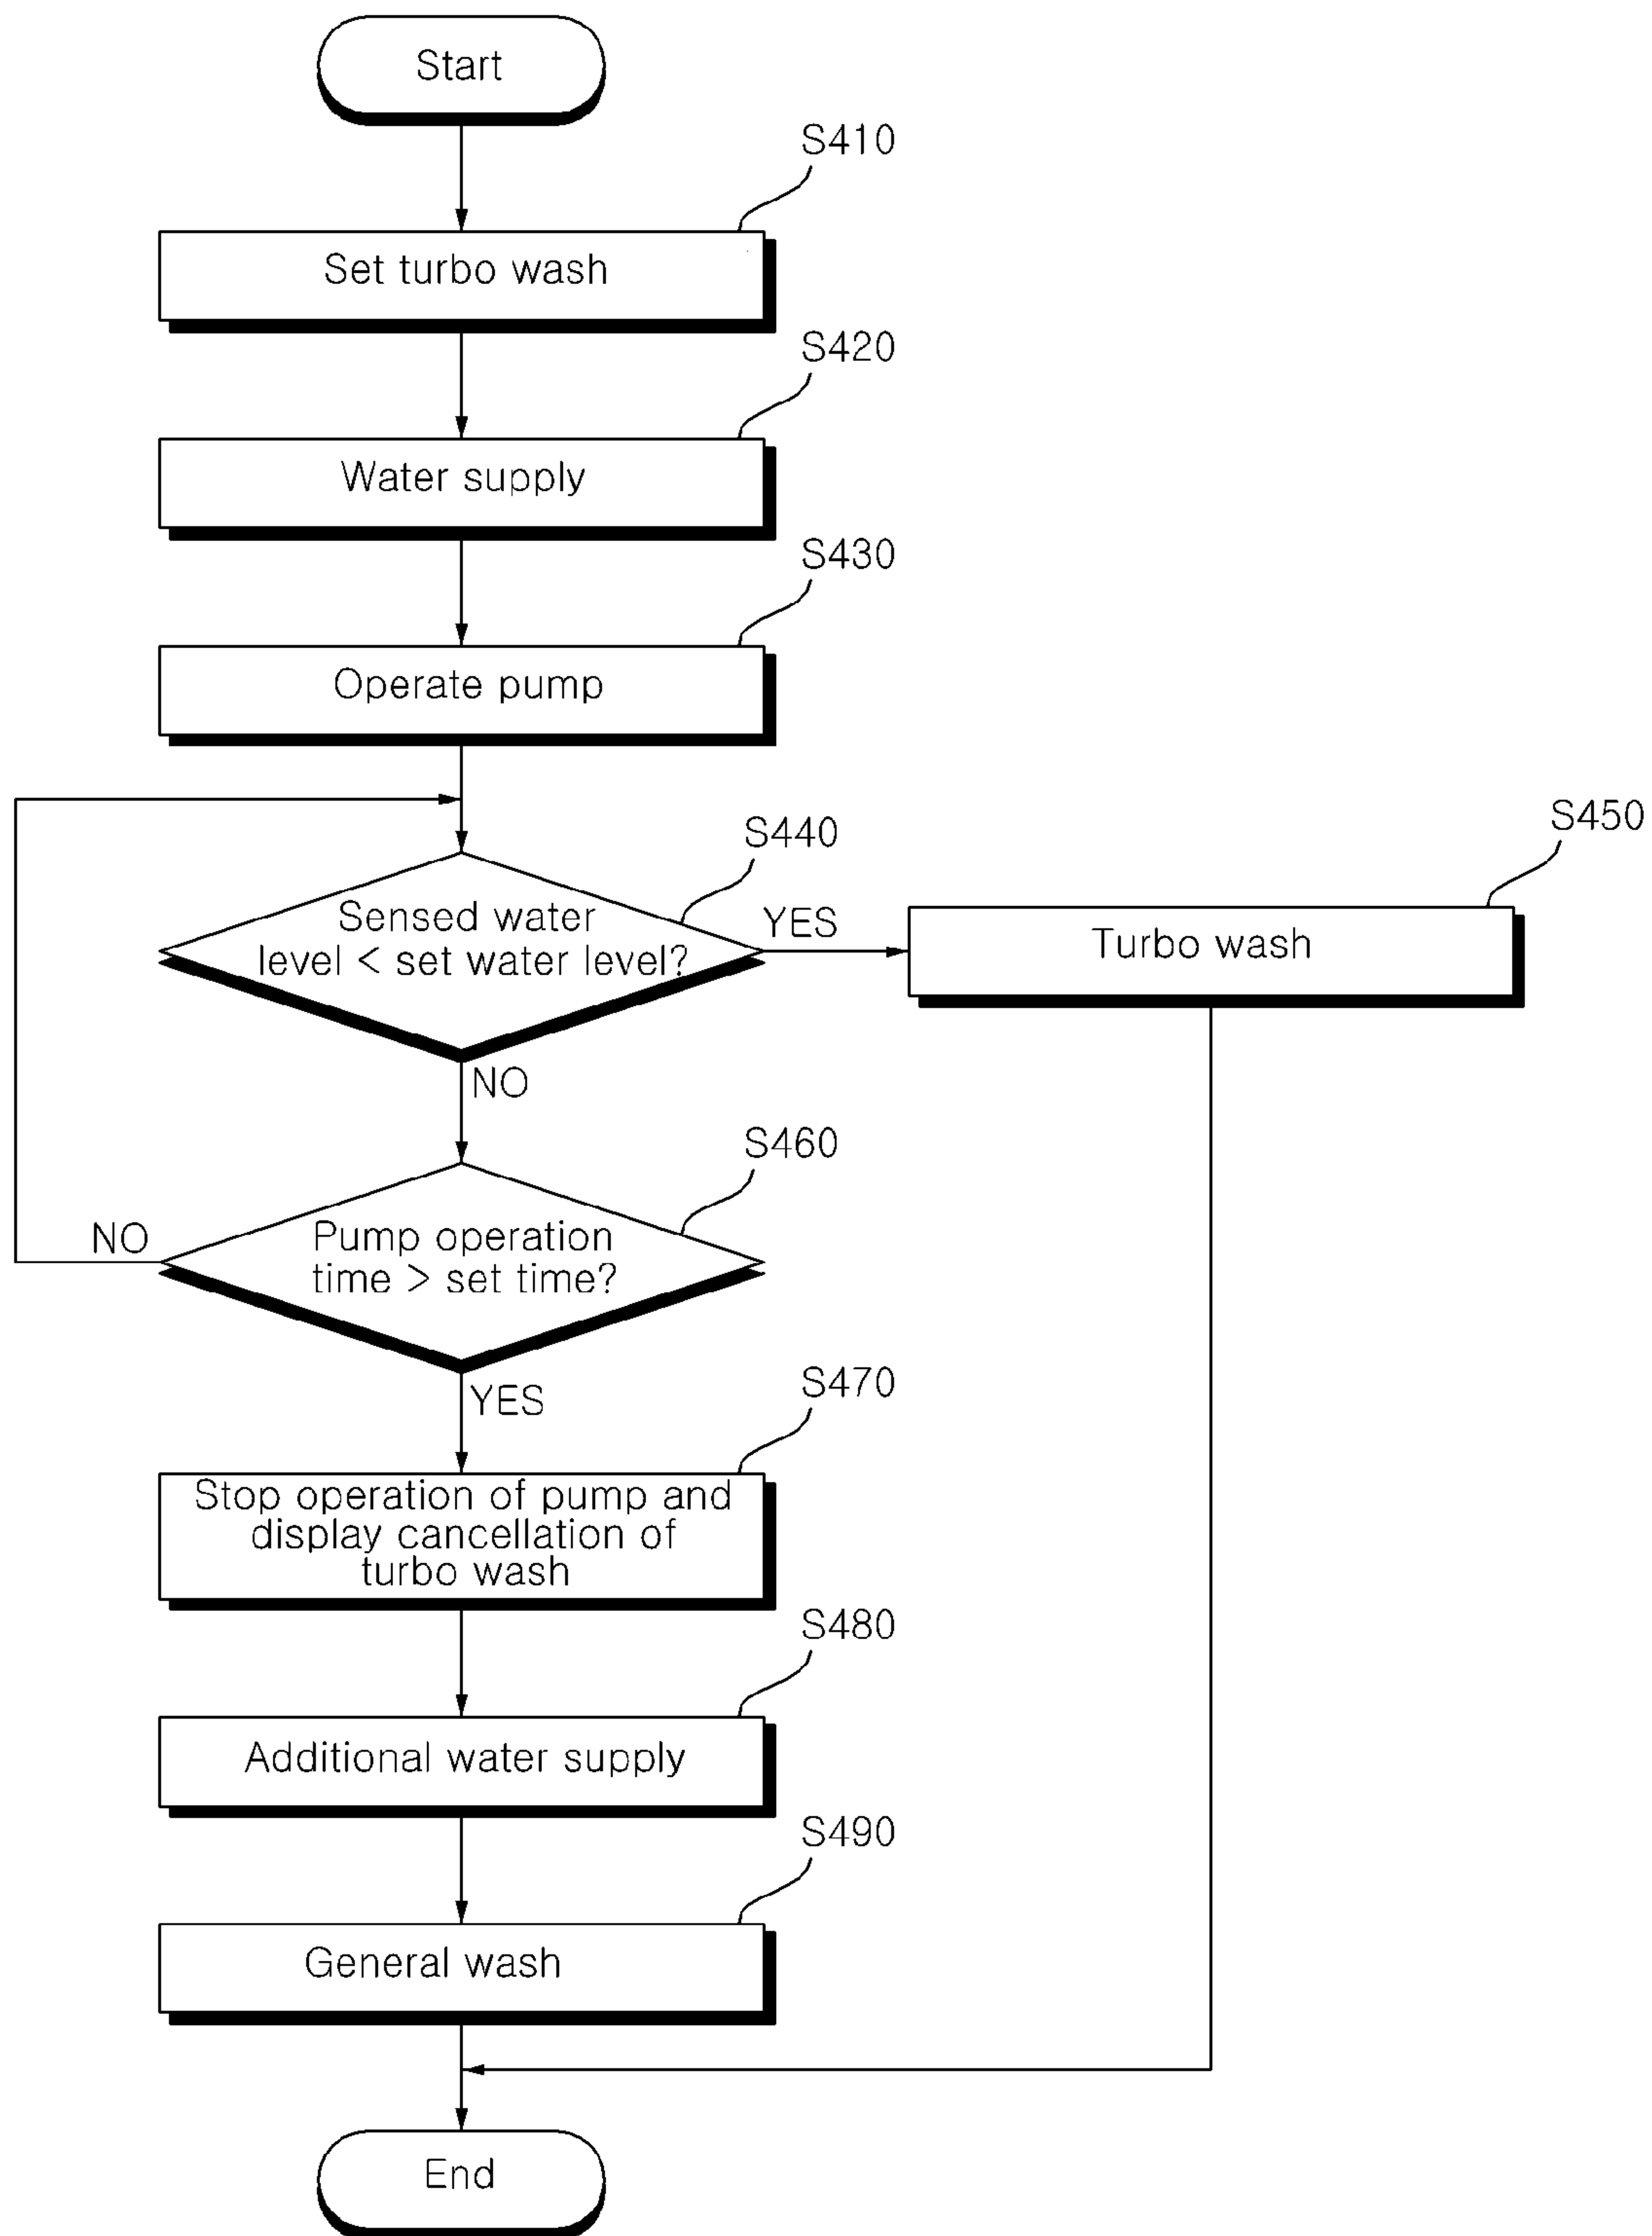 Start
S410
Set turbo wash
S420
Water supply
S430
Operate pump
S440
Sensed water
level < set water level?
YES
S450
Turbo wash
NO
S460
Pump operation
time > set time?
NO
YES
S470
Stop operation of pump and
display cancellation of
turbo wash
S480
Additional water supply
S490
General wash
End